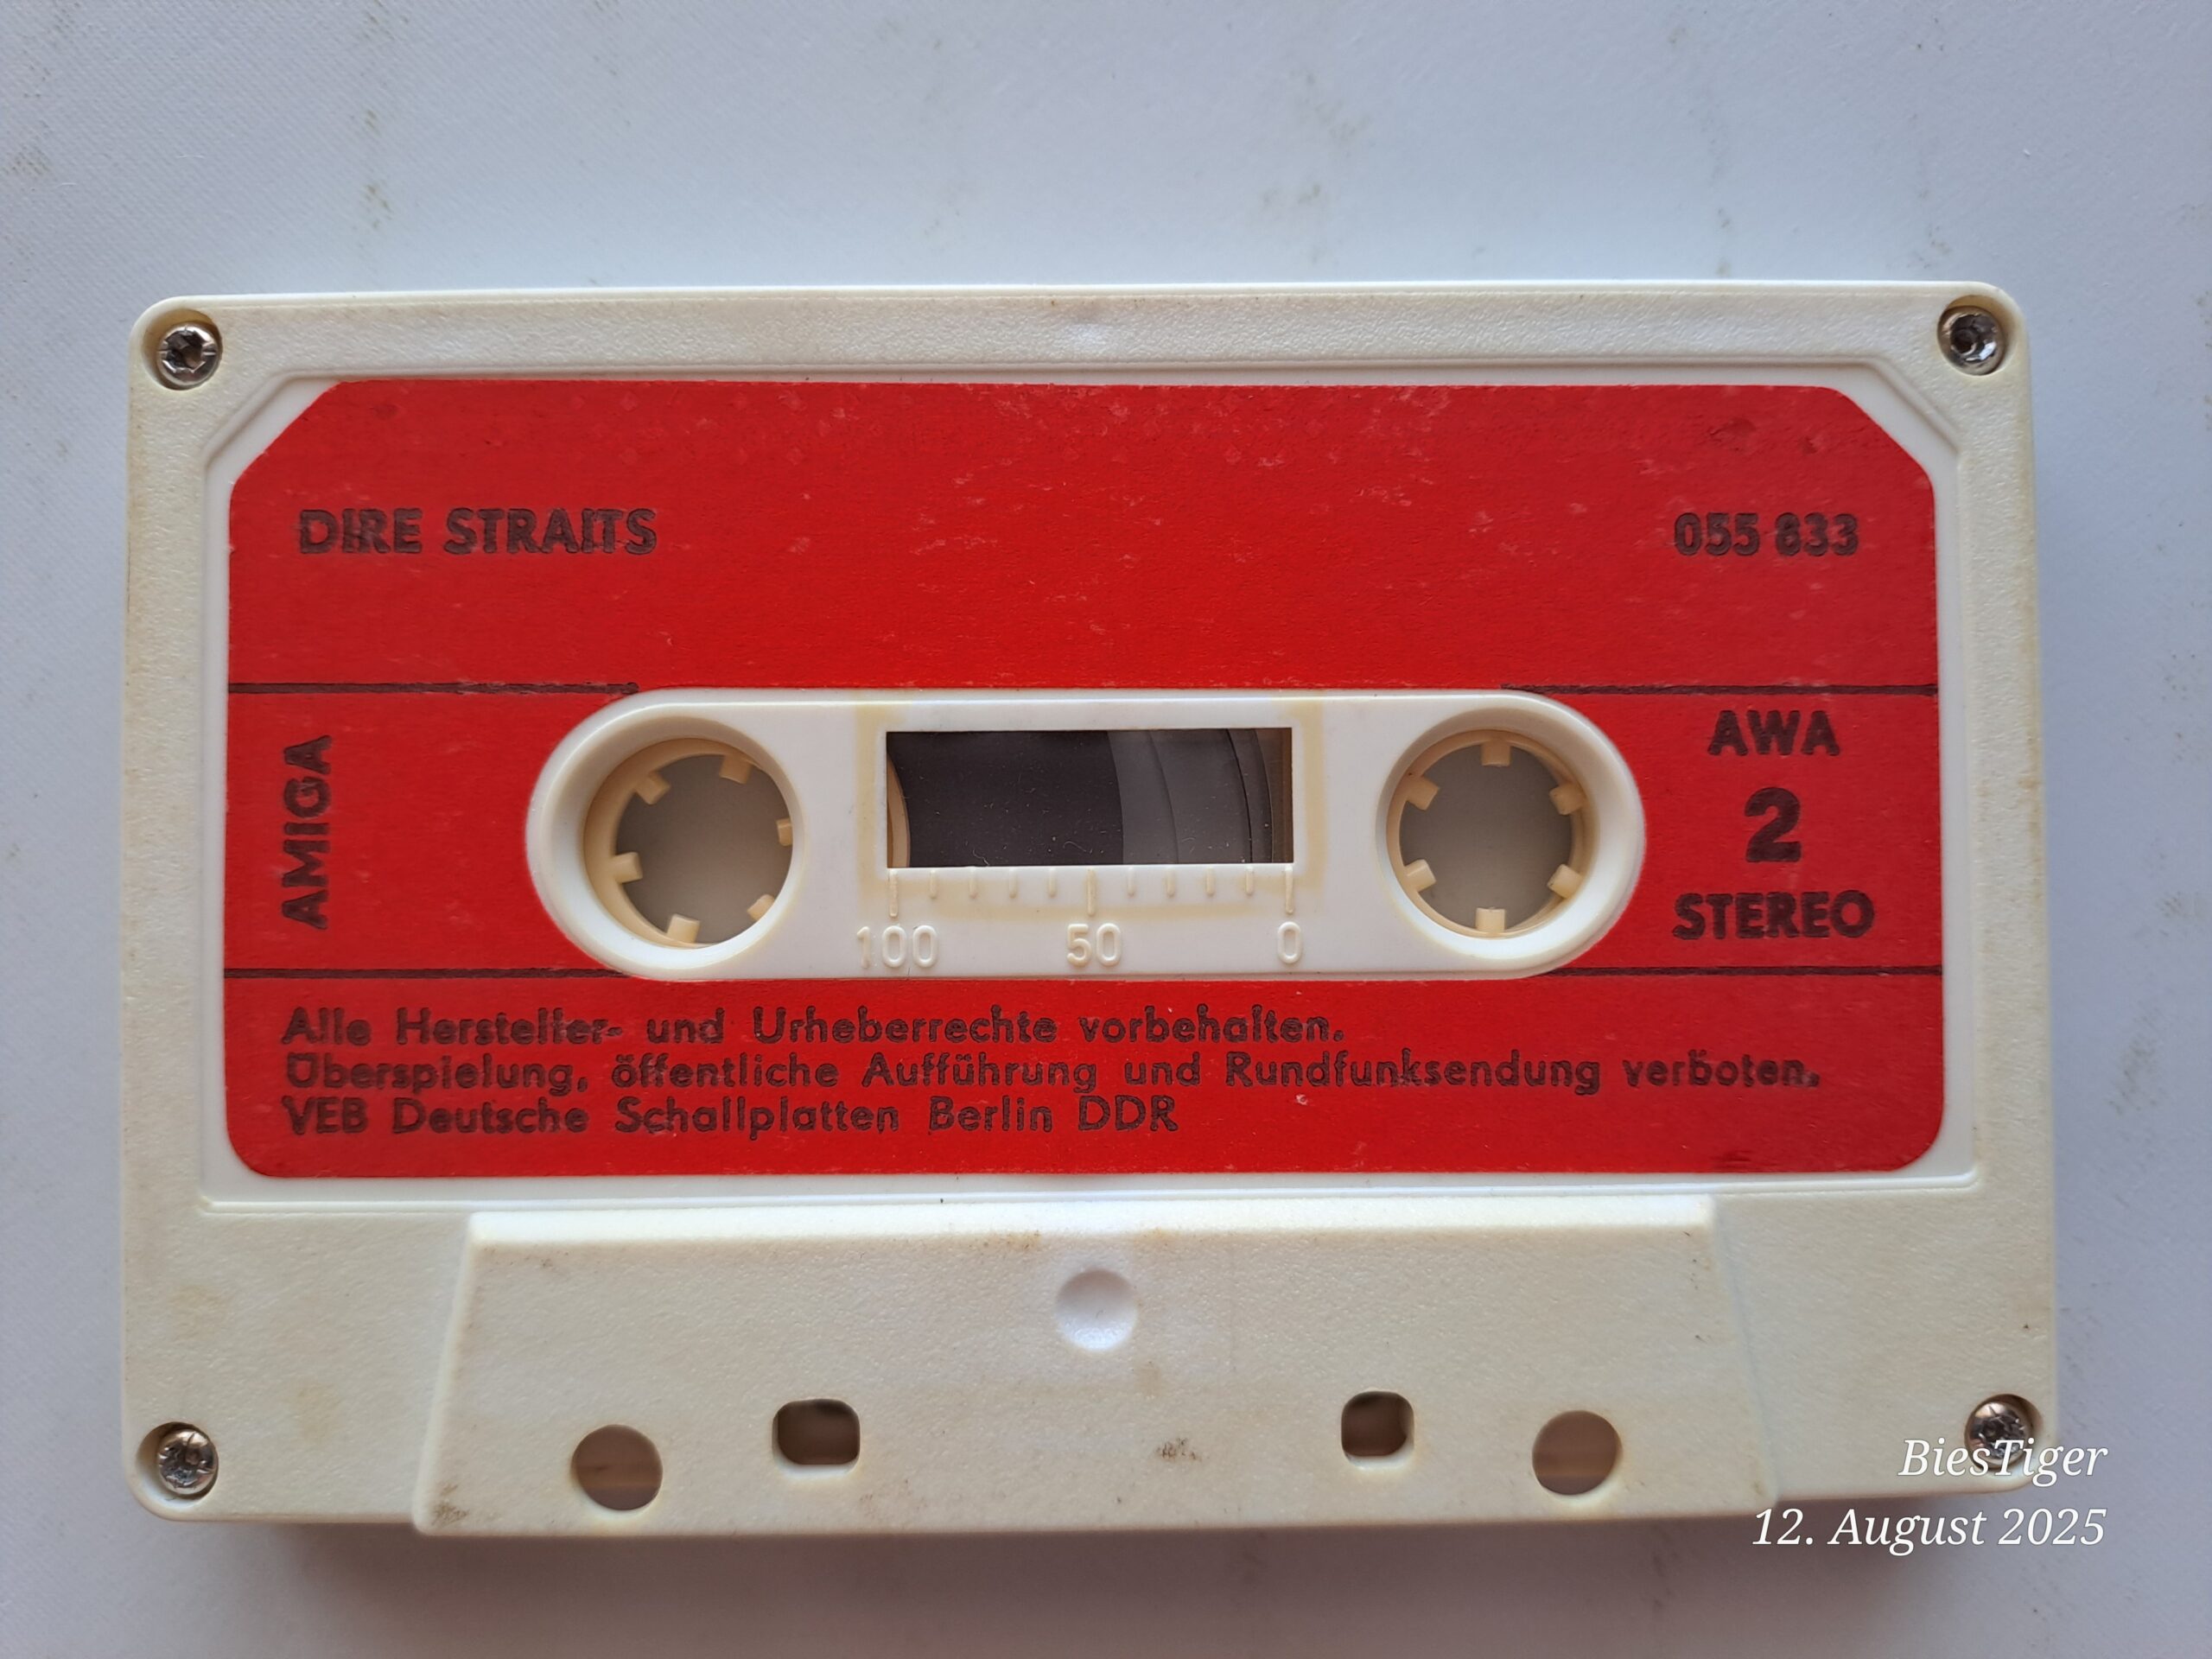 DIRE STRAITS
055 833
AMIGA
AWA
2
STEREO
100 50 0
Alle Hersteller- und Urheberrechte vorbehalten.
Überspielung, öffentliche Aufführung und Rundfunksendung verboten.
VEB Deutsche Schallplatten Berlin DDR
BiesTiger
12. August 2025